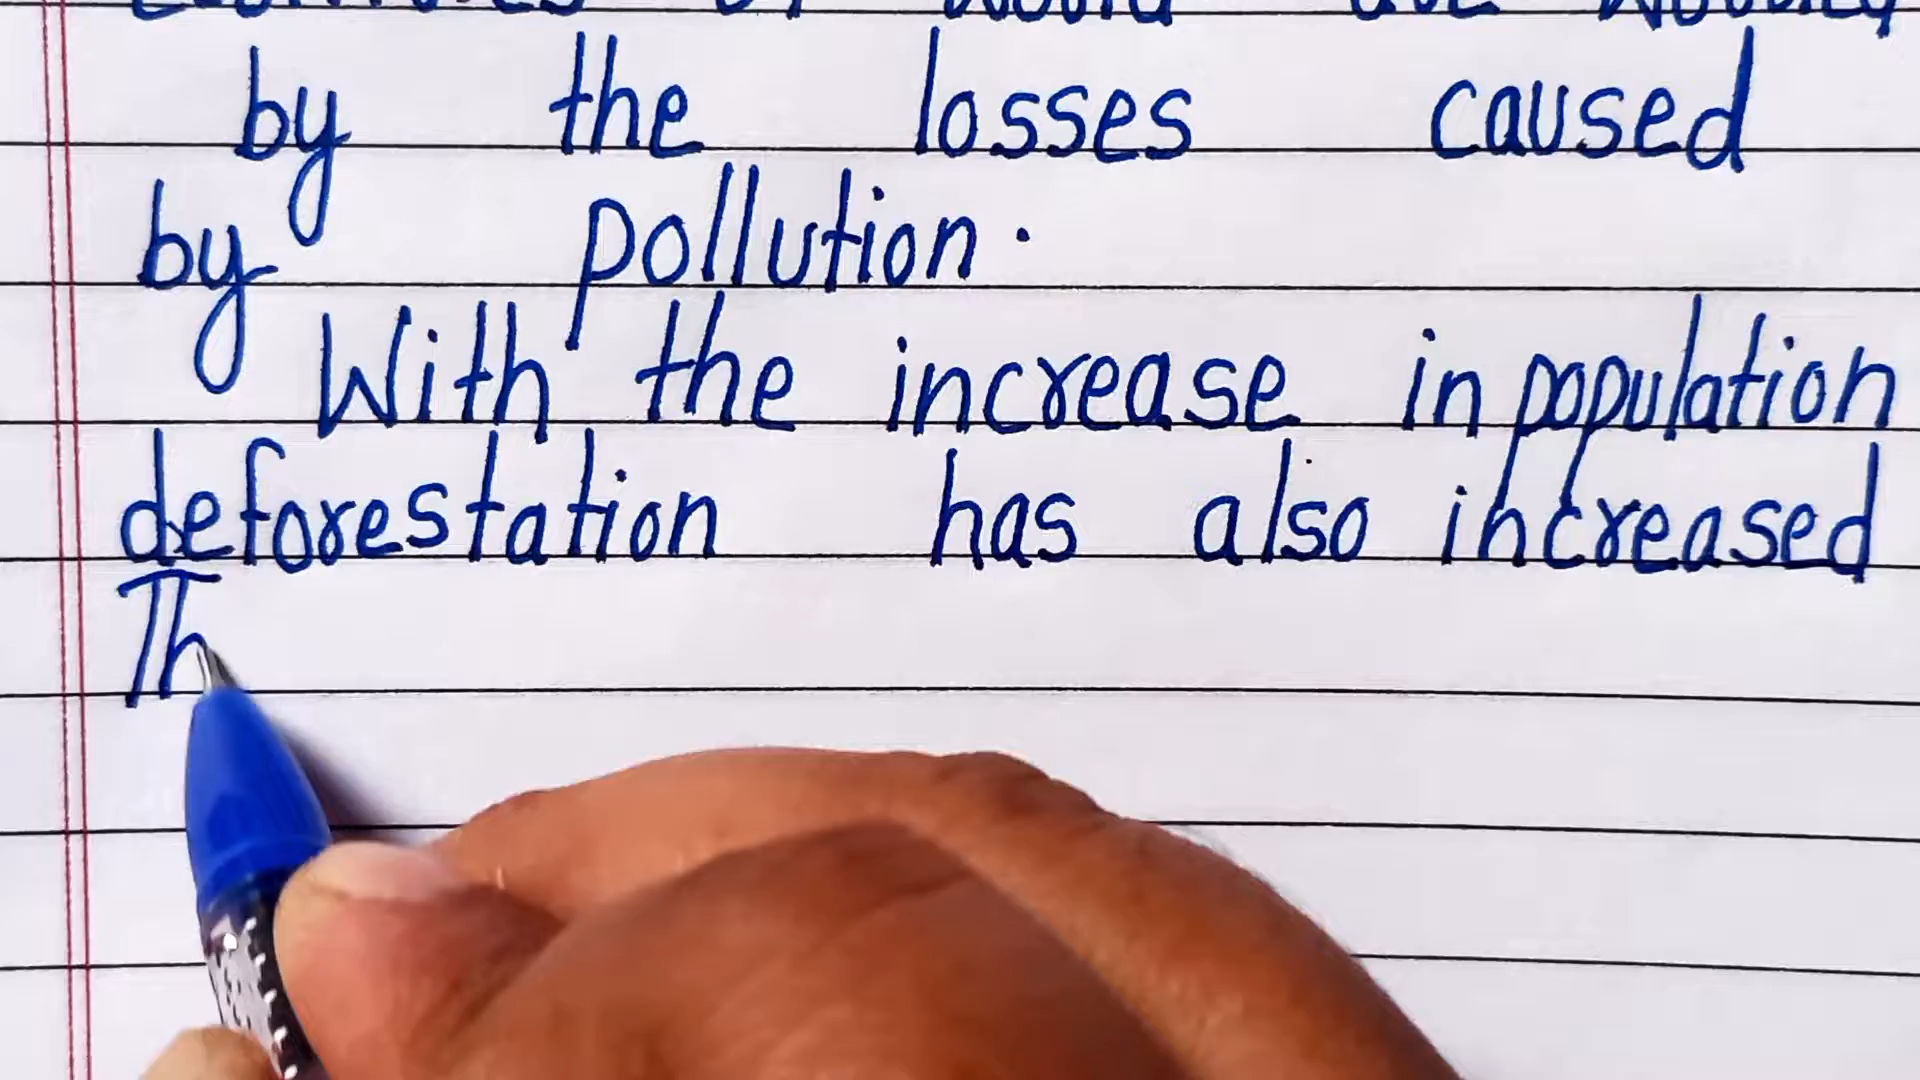 by the losses caused
by pollution.
With the increase in population
deforestation has also increased
Th